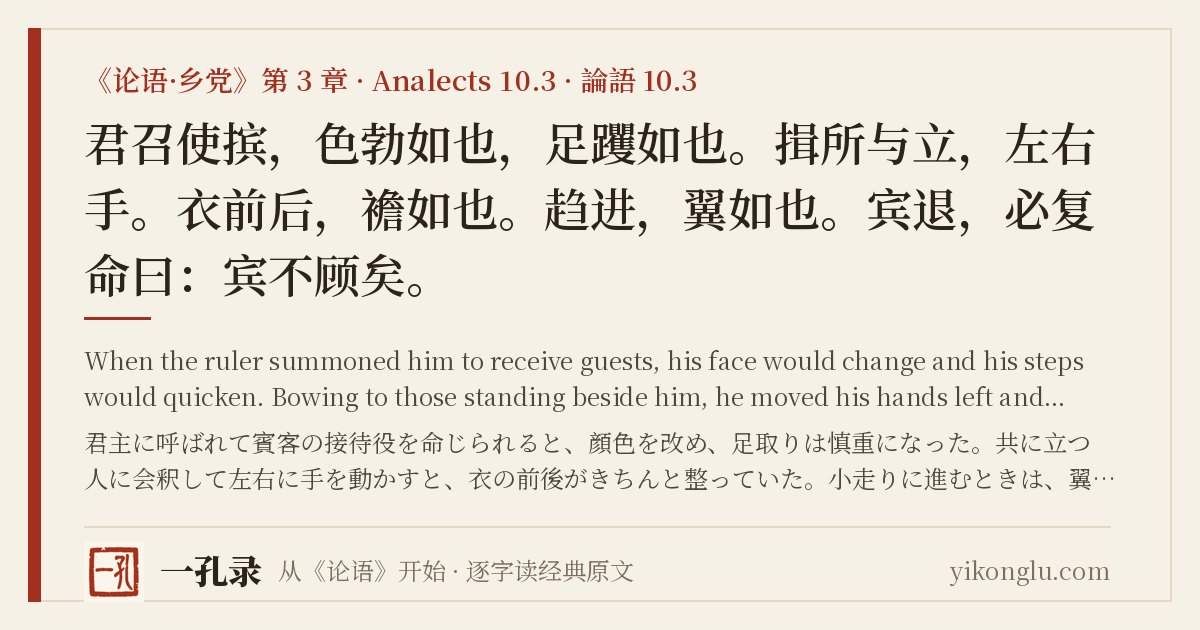 《论语·乡党》第 3 章 · Analects 10.3 · 論語 10.3
君召使摈，色勃如也，足躩如也。揖所与立，左右
手。衣前后，襜如也。趋进，翼如也。宾退，必复
命曰：宾不顾矣。
When the ruler summoned him to receive guests, his face would change and his steps
would quicken. Bowing to those standing beside him, he moved his hands left and...
君主に呼ばれて賓客の接待役を命じられると、顔色を改め、足取りは慎重になった。共に立つ
人に会釈して左右に手を動かすと、衣の前後がきちんと整っていた。小走りに進むときは、翼…
一孔
一孔录 从《论语》开始 · 逐字读经典原文 yikonglu.com